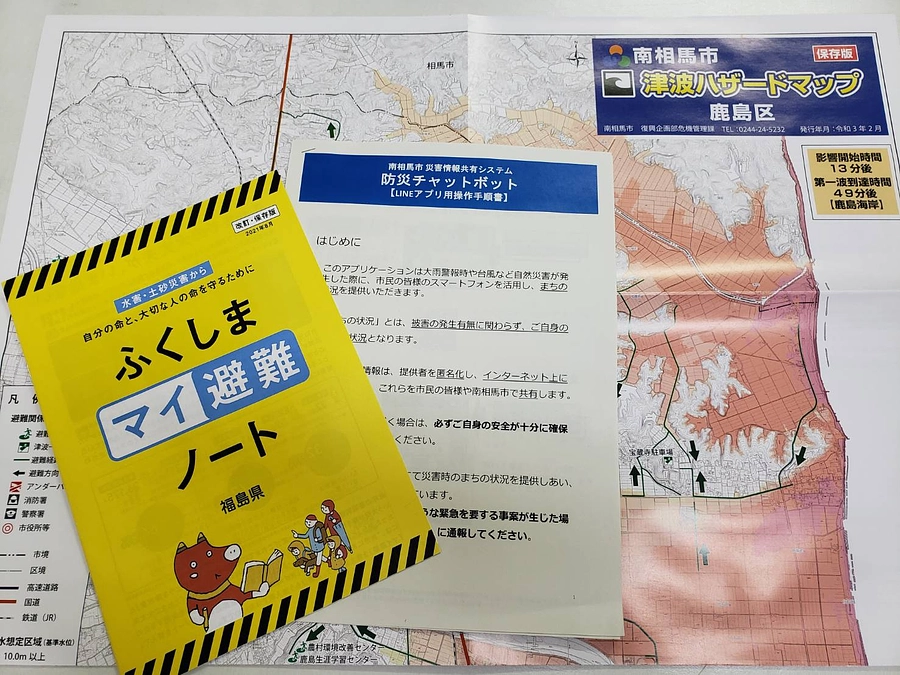 相馬市
南相馬市
保存版
津波ハザードマップ
鹿島区
南相馬市 復興企画部危機管理課 TEL:0244-24-5232 発行年月:令和3年2月
影響開始時間
13分後
第一波到達時間
49分後
[鹿島海岸]
南相馬市 災害情報共有システム
防災チャットボット
【LINEアプリ用操作手順書】
はじめに
このアプリケーションは大雨警報時や台風など自然災害が発
生した際に、市民の皆様のスマートフォンを活用し、まちの
況を提供いただきます。
の状況」とは、被害の発生有無に関わらず、ご自身の
状況となります。
情報は、提供者を匿名化し、インターネット上に
これらを市民の皆様や南相馬市で共有します。
く場合は、必ずご自身の安全が十分に確保
ください。
て災害時のまちの状況を提供しあい、
います。
うな緊急を要する事案が生じた場
に通報してください。
改訂・保存版
2021年8月
水害・土砂災害から
自分の命と、大切な人の命を守るために
ふくしま
マイ避難
ノート
福島県
宝蔵寺駐車場
凡 例
避難関係
避難
津波
避難経
避難方向
アンダーパ
消防署
警察署
市役所等
市境
区境
高速道路
国道
鉄道(JR)
水想定区域(基準水位)
10.0m 以上
農村環境改善センター
鹿島生涯学習センター